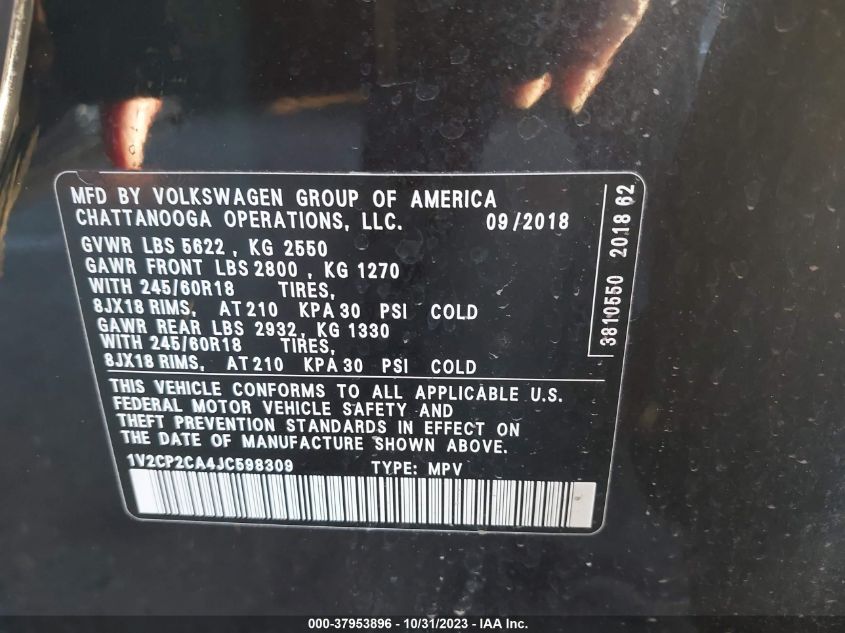 MFD BY VOLKSWAGEN GROUP OF AMERICA
CHATTANOOGA OPERATIONS, LLC. 09/2018
GVWR LBS 5622 , KG 2550
GAWR FRONT LBS 2800 , KG 1270
WITH 245/60R18 TIRES,
8JX18 RIMS, AT 210 KPA 30 PSI COLD
GAWR REAR LBS 2932, KG 1330
WITH 245/60R18 TIRES,
8JX18 RIMS, AT 210 KPA 30 PSI COLD
THIS VEHICLE CONFORMS TO ALL APPLICABLE U.S.
FEDERAL MOTOR VEHICLE SAFETY AND
THEFT PREVENTION STANDARDS IN EFFECT ON
THE DATE OF MANUFACTURE SHOWN ABOVE.
1V2CP2CA4JC598309 TYPE: MPV
3810550 2018 62
000-37953896 - 10/31/2023 - IAA Inc.